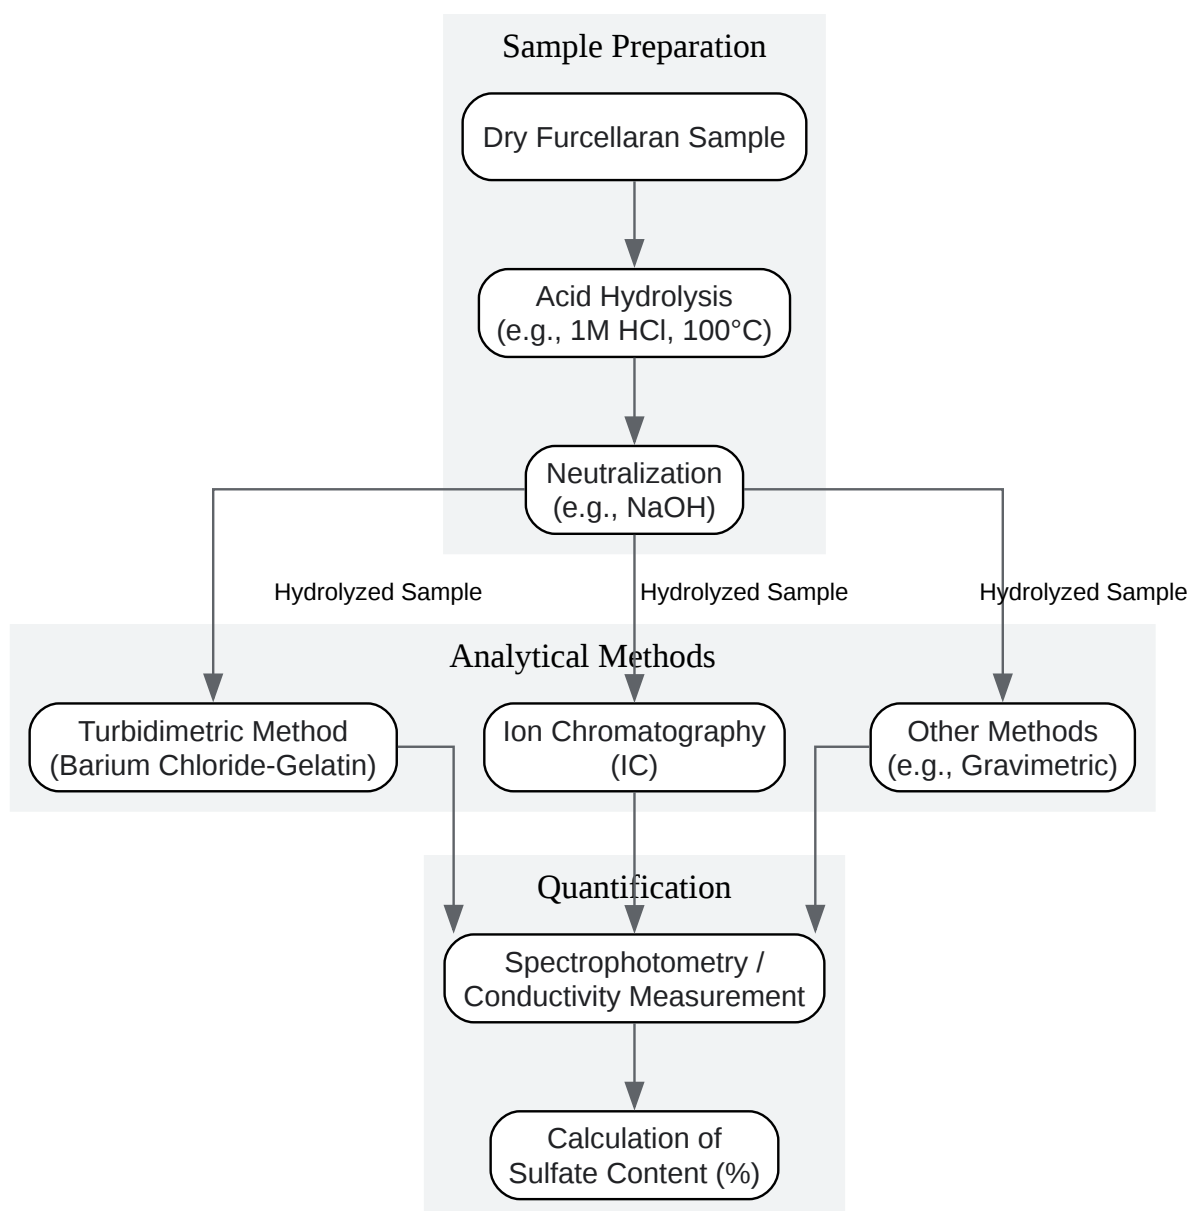 Sample Preparation
Dry Furcellaran Sample
Acid Hydrolysis
(e.g., 1M HCl, 100°C)
Neutralization
(e.g., NaOH)
Hydrolyzed Sample
Hydrolyzed Sample
Hydrolyzed Sample
Analytical Methods
Turbidimetric Method
(Barium Chloride-Gelatin)
Ion Chromatography
(IC)
Other Methods
(e.g., Gravimetric)
Quantification
Spectrophotometry /
Conductivity Measurement
Calculation of
Sulfate Content (%)